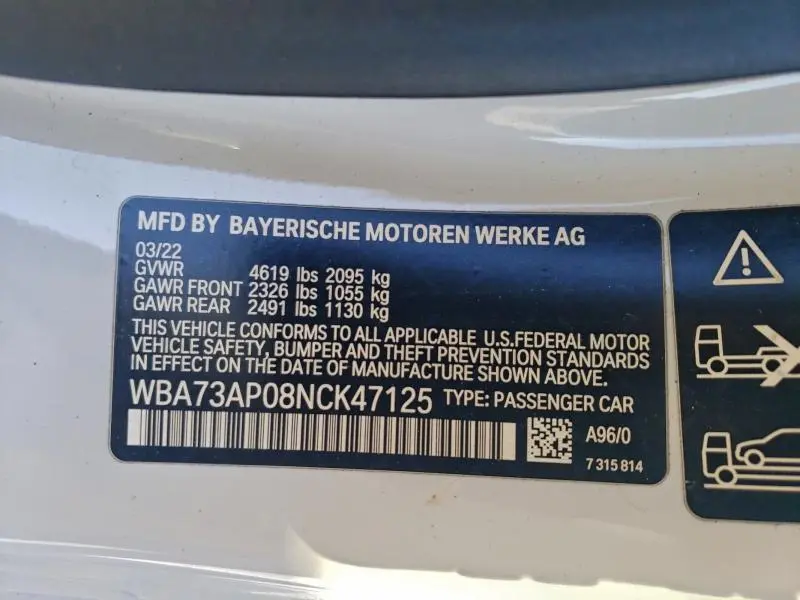 MFD BY BAYERISCHE MOTOREN WERKE AG
03/22
GVWR 4619 lbs 2095 kg
GAWR FRONT 2326 lbs 1055 kg
GAWR REAR 2491 lbs 1130 kg
THIS VEHICLE CONFORMS TO ALL APPLICABLE U.S.FEDERAL MOTOR
VEHICLE SAFETY, BUMPER AND THEFT PREVENTION STANDARDS
IN EFFECT ON THE DATE OF MANUFACTURE SHOWN ABOVE.
WBA73AP08NCK47125 TYPE: PASSENGER CAR
A96/0
7 315 814